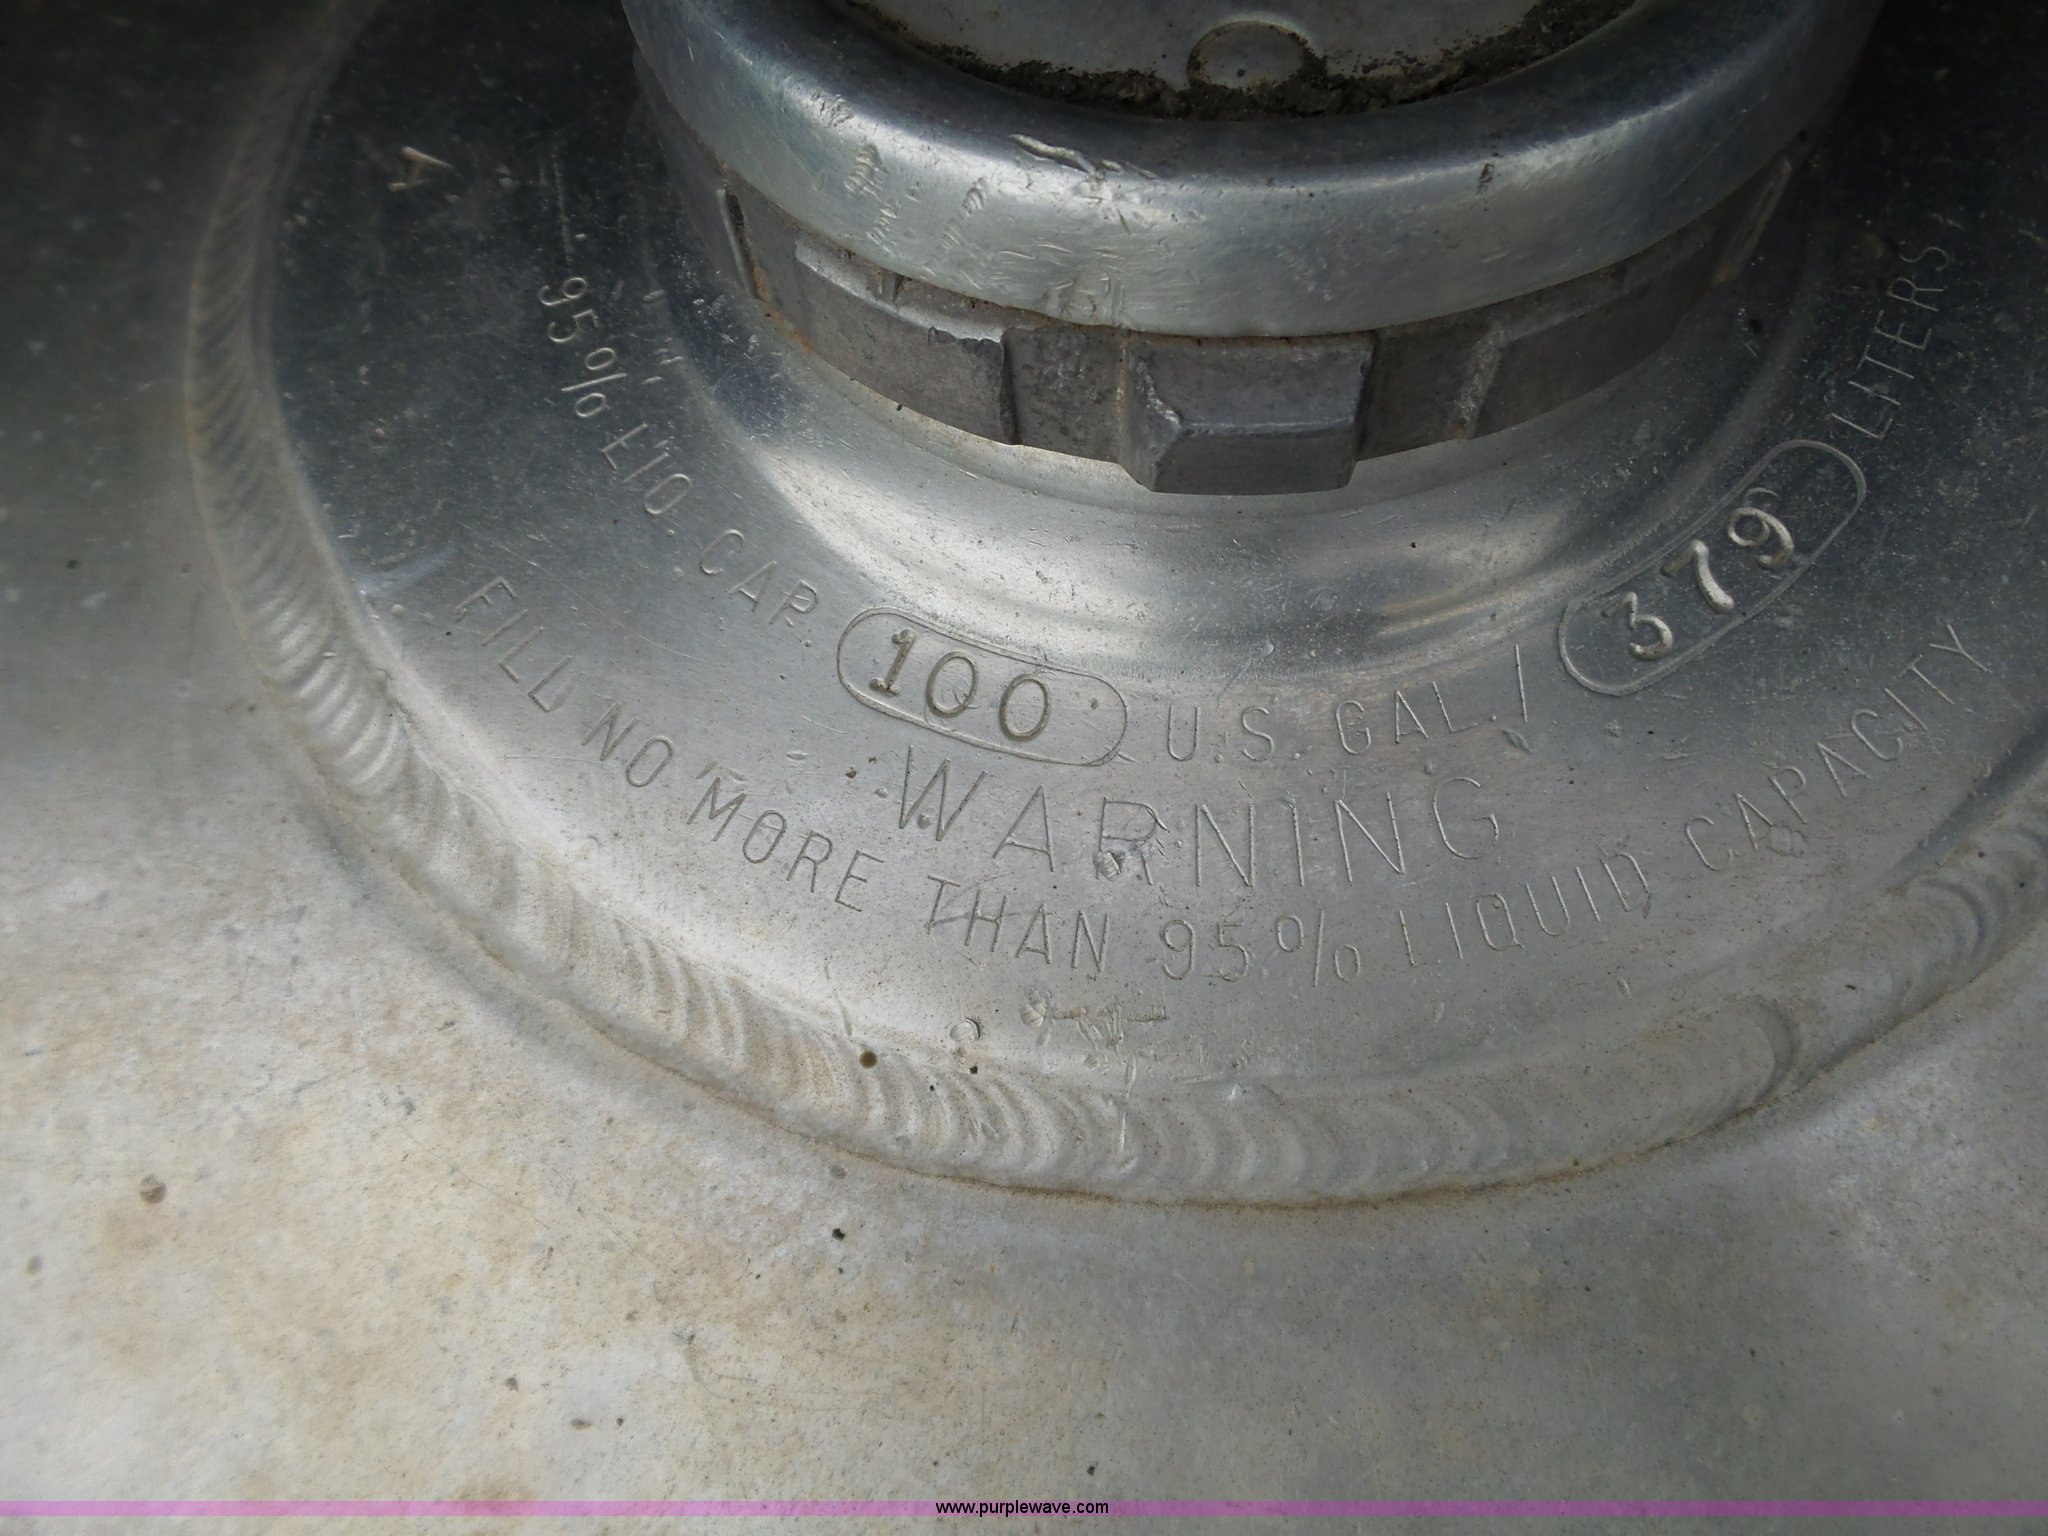 95% LIQ. CAP. 100 U.S. GAL. / 379 LITERS
WARNING
FILL NO MORE THAN 95% LIQUID CAPACITY
www.purplewave.com